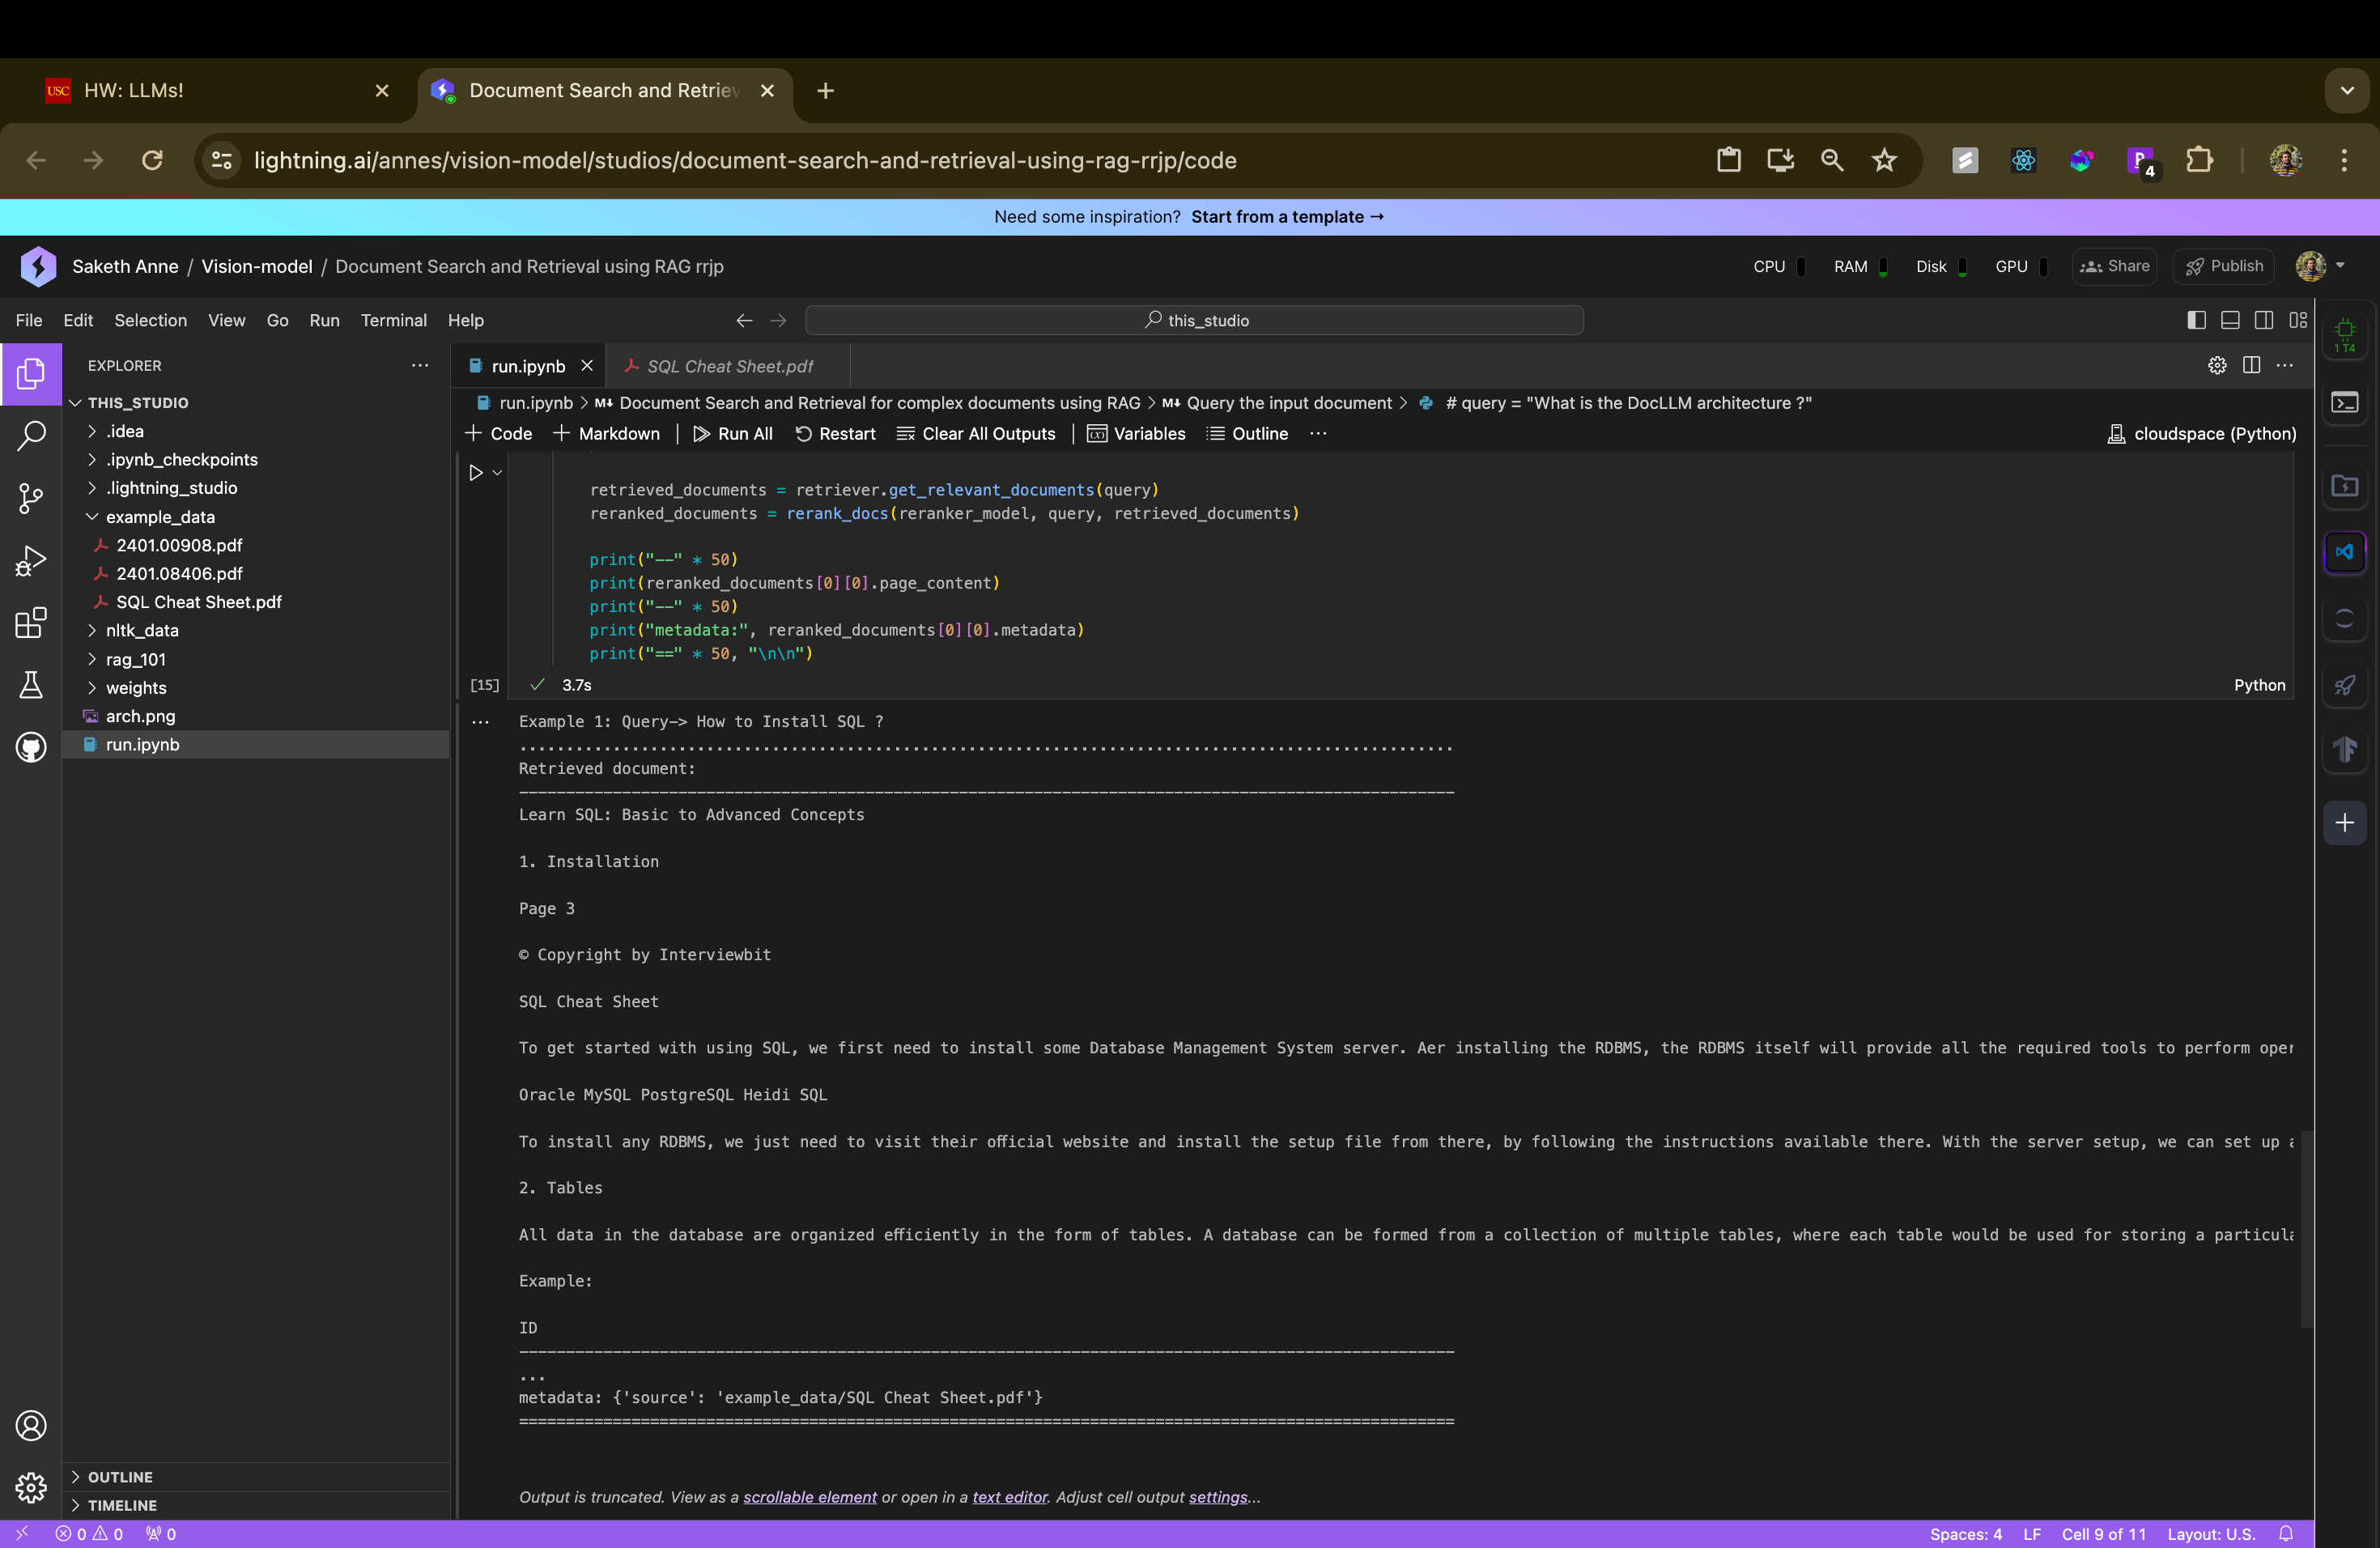 USC HW: LLMs!
Document Search and Retriev
lightning.ai/annes/vision-model/studios/document-search-and-retrieval-using-rag-rrjp/code
4
Need some inspiration? Start from a template →
Saketh Anne / Vision-model / Document Search and Retrieval using RAG rrjp
CPU RAM Disk GPU Share Publish
File Edit Selection View Go Run Terminal Help
this_studio
1 T4
EXPLORER
THIS_STUDIO
.idea
.ipynb_checkpoints
.lightning_studio
example_data
2401.00908.pdf
2401.08406.pdf
SQL Cheat Sheet.pdf
nltk_data
rag_101
weights
arch.png
run.ipynb
OUTLINE
TIMELINE
run.ipynb SQL Cheat Sheet.pdf
run.ipynb > M↓ Document Search and Retrieval for complex documents using RAG > M↓ Query the input document > # query = "What is the DocLLM architecture ?"
+ Code + Markdown | Run All Restart Clear All Outputs | Variables Outline ...
cloudspace (Python)
retrieved_documents = retriever.get_relevant_documents(query)
reranked_documents = rerank_docs(reranker_model, query, retrieved_documents)
print("--" * 50)
print(reranked_documents[0][0].page_content)
print("--" * 50)
print("metadata:", reranked_documents[0][0].metadata)
print("==" * 50, "\n\n")
[15] ✓ 3.7s
Python
... Example 1: Query-> How to Install SQL ?
....................................................................................................
Retrieved document:
----------------------------------------------------------------------------------------------------
Learn SQL: Basic to Advanced Concepts
1. Installation
Page 3
© Copyright by Interviewbit
SQL Cheat Sheet
To get started with using SQL, we first need to install some Database Management System server. Aer installing the RDBMS, the RDBMS itself will provide all the required tools to perform oper
Oracle MySQL PostgreSQL Heidi SQL
To install any RDBMS, we just need to visit their official website and install the setup file from there, by following the instructions available there. With the server setup, we can set up a
2. Tables
All data in the database are organized efficiently in the form of tables. A database can be formed from a collection of multiple tables, where each table would be used for storing a particula
Example:
ID
----------------------------------------------------------------------------------------------------
...
metadata: {'source': 'example_data/SQL Cheat Sheet.pdf'}
====================================================================================================
Output is truncated. View as a scrollable element or open in a text editor. Adjust cell output settings...
0 0 0
Spaces: 4 LF Cell 9 of 11 Layout: U.S.